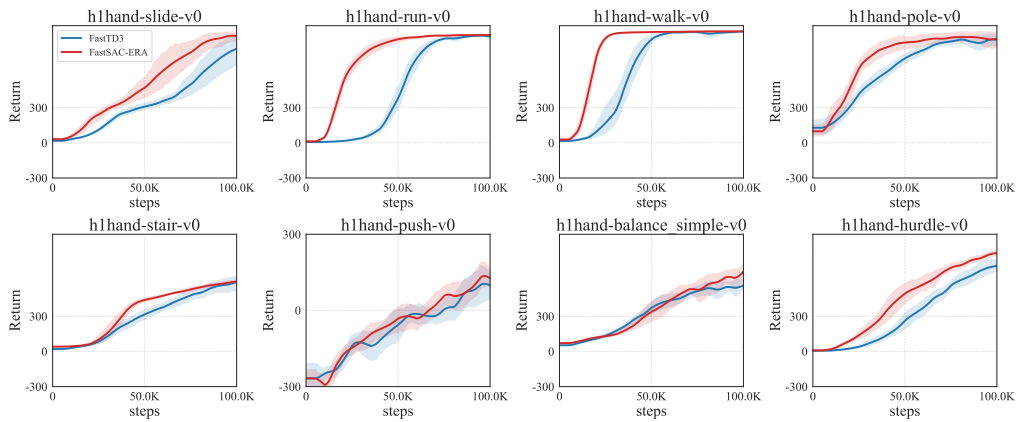 h1hand-slide-v0
h1hand-run-v0
h1hand-walk-v0
h1hand-pole-v0
FastTD3
FastSAC-ERA
Return
300
0
-300
0
50.0K
100.0K
steps
Return
300
0
-300
0
50.0K
100.0K
steps
Return
300
0
-300
0
50.0K
100.0K
steps
Return
300
0
-300
0
50.0K
100.0K
steps
h1hand-stair-v0
h1hand-push-v0
h1hand-balance_simple-v0
h1hand-hurdle-v0
Return
300
0
-300
0
50.0K
100.0K
steps
Return
300
0
-300
0
50.0K
100.0K
steps
Return
300
0
-300
0
50.0K
100.0K
steps
Return
300
0
-300
0
50.0K
100.0K
steps